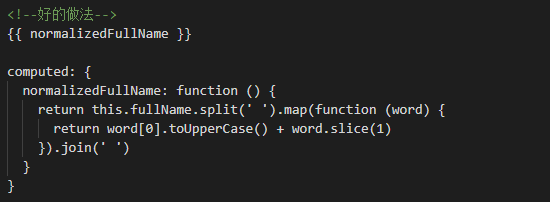 <!--好的做法-->
{{ normalizedFullName }}

computed: {
  normalizedFullName: function () {
    return this.fullName.split(' ').map(function (word) {
      return word[0].toUpperCase() + word.slice(1)
    }).join(' ')
  }
}